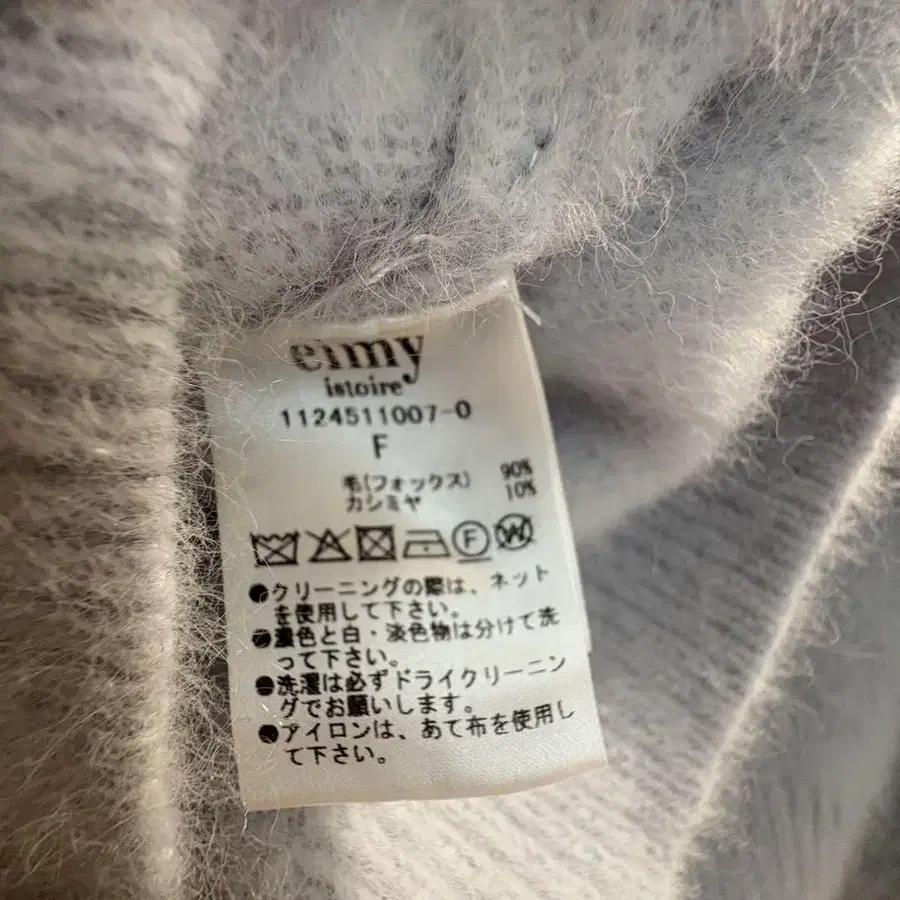 eimy
istoire
1124511007-0
F
毛(フォックス) 90%
カシミヤ 10%
F W
●クリーニングの際は、ネット
を使用して下さい。
●濃色と白・淡色物は分けて洗
って下さい。
●洗濯は必ずドライクリーニン
グでお願いします。
●アイロンは、あて布を使用し
て下さい。